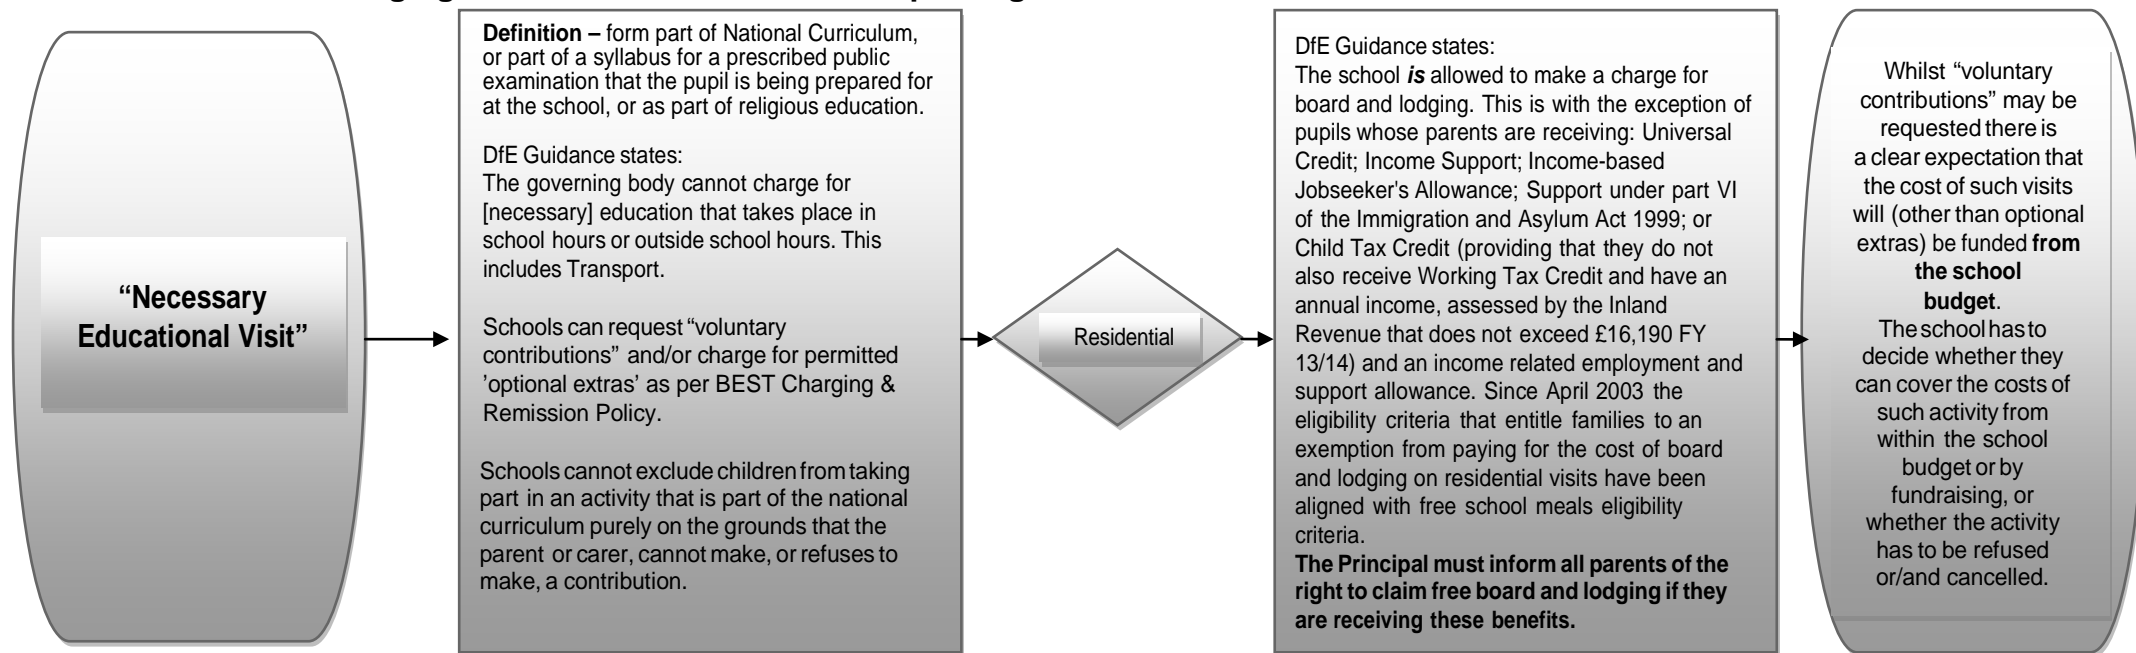 “Necessary
Educational Visit”
Definition – form part of National Curriculum,
or part of a syllabus for a prescribed public
examination that the pupil is being prepared for
at the school, or as part of religious education.
DfE Guidance states:
The governing body cannot charge for
[necessary] education that takes place in
school hours or outside school hours. This
includes Transport.
Schools can request “voluntary
contributions” and/or charge for permitted
’optional extras’ as per BEST Charging &
Remission Policy.
Schools cannot exclude children from taking
part in an activity that is part of the national
curriculum purely on the grounds that the
parent or carer, cannot make, or refuses to
make, a contribution.
Residential
DfE Guidance states:
The school is allowed to make a charge for
board and lodging. This is with the exception of
pupils whose parents are receiving: Universal
Credit; Income Support; Income-based
Jobseeker's Allowance; Support under part VI
of the Immigration and Asylum Act 1999; or
Child Tax Credit (providing that they do not
also receive Working Tax Credit and have an
annual income, assessed by the Inland
Revenue that does not exceed £16,190 FY
13/14) and an income related employment and
support allowance. Since April 2003 the
eligibility criteria that entitle families to an
exemption from paying for the cost of board
and lodging on residential visits have been
aligned with free school meals eligibility
criteria.
The Principal must inform all parents of the
right to claim free board and lodging if they
are receiving these benefits.
Whilst “voluntary
contributions” may be
requested there is
a clear expectation that
the cost of such visits
will (other than optional
extras) be funded from
the school
budget.
The school has to
decide whether they
can cover the costs of
such activity from
within the school
budget or by
fundraising, or
whether the activity
has to be refused
or/and cancelled.